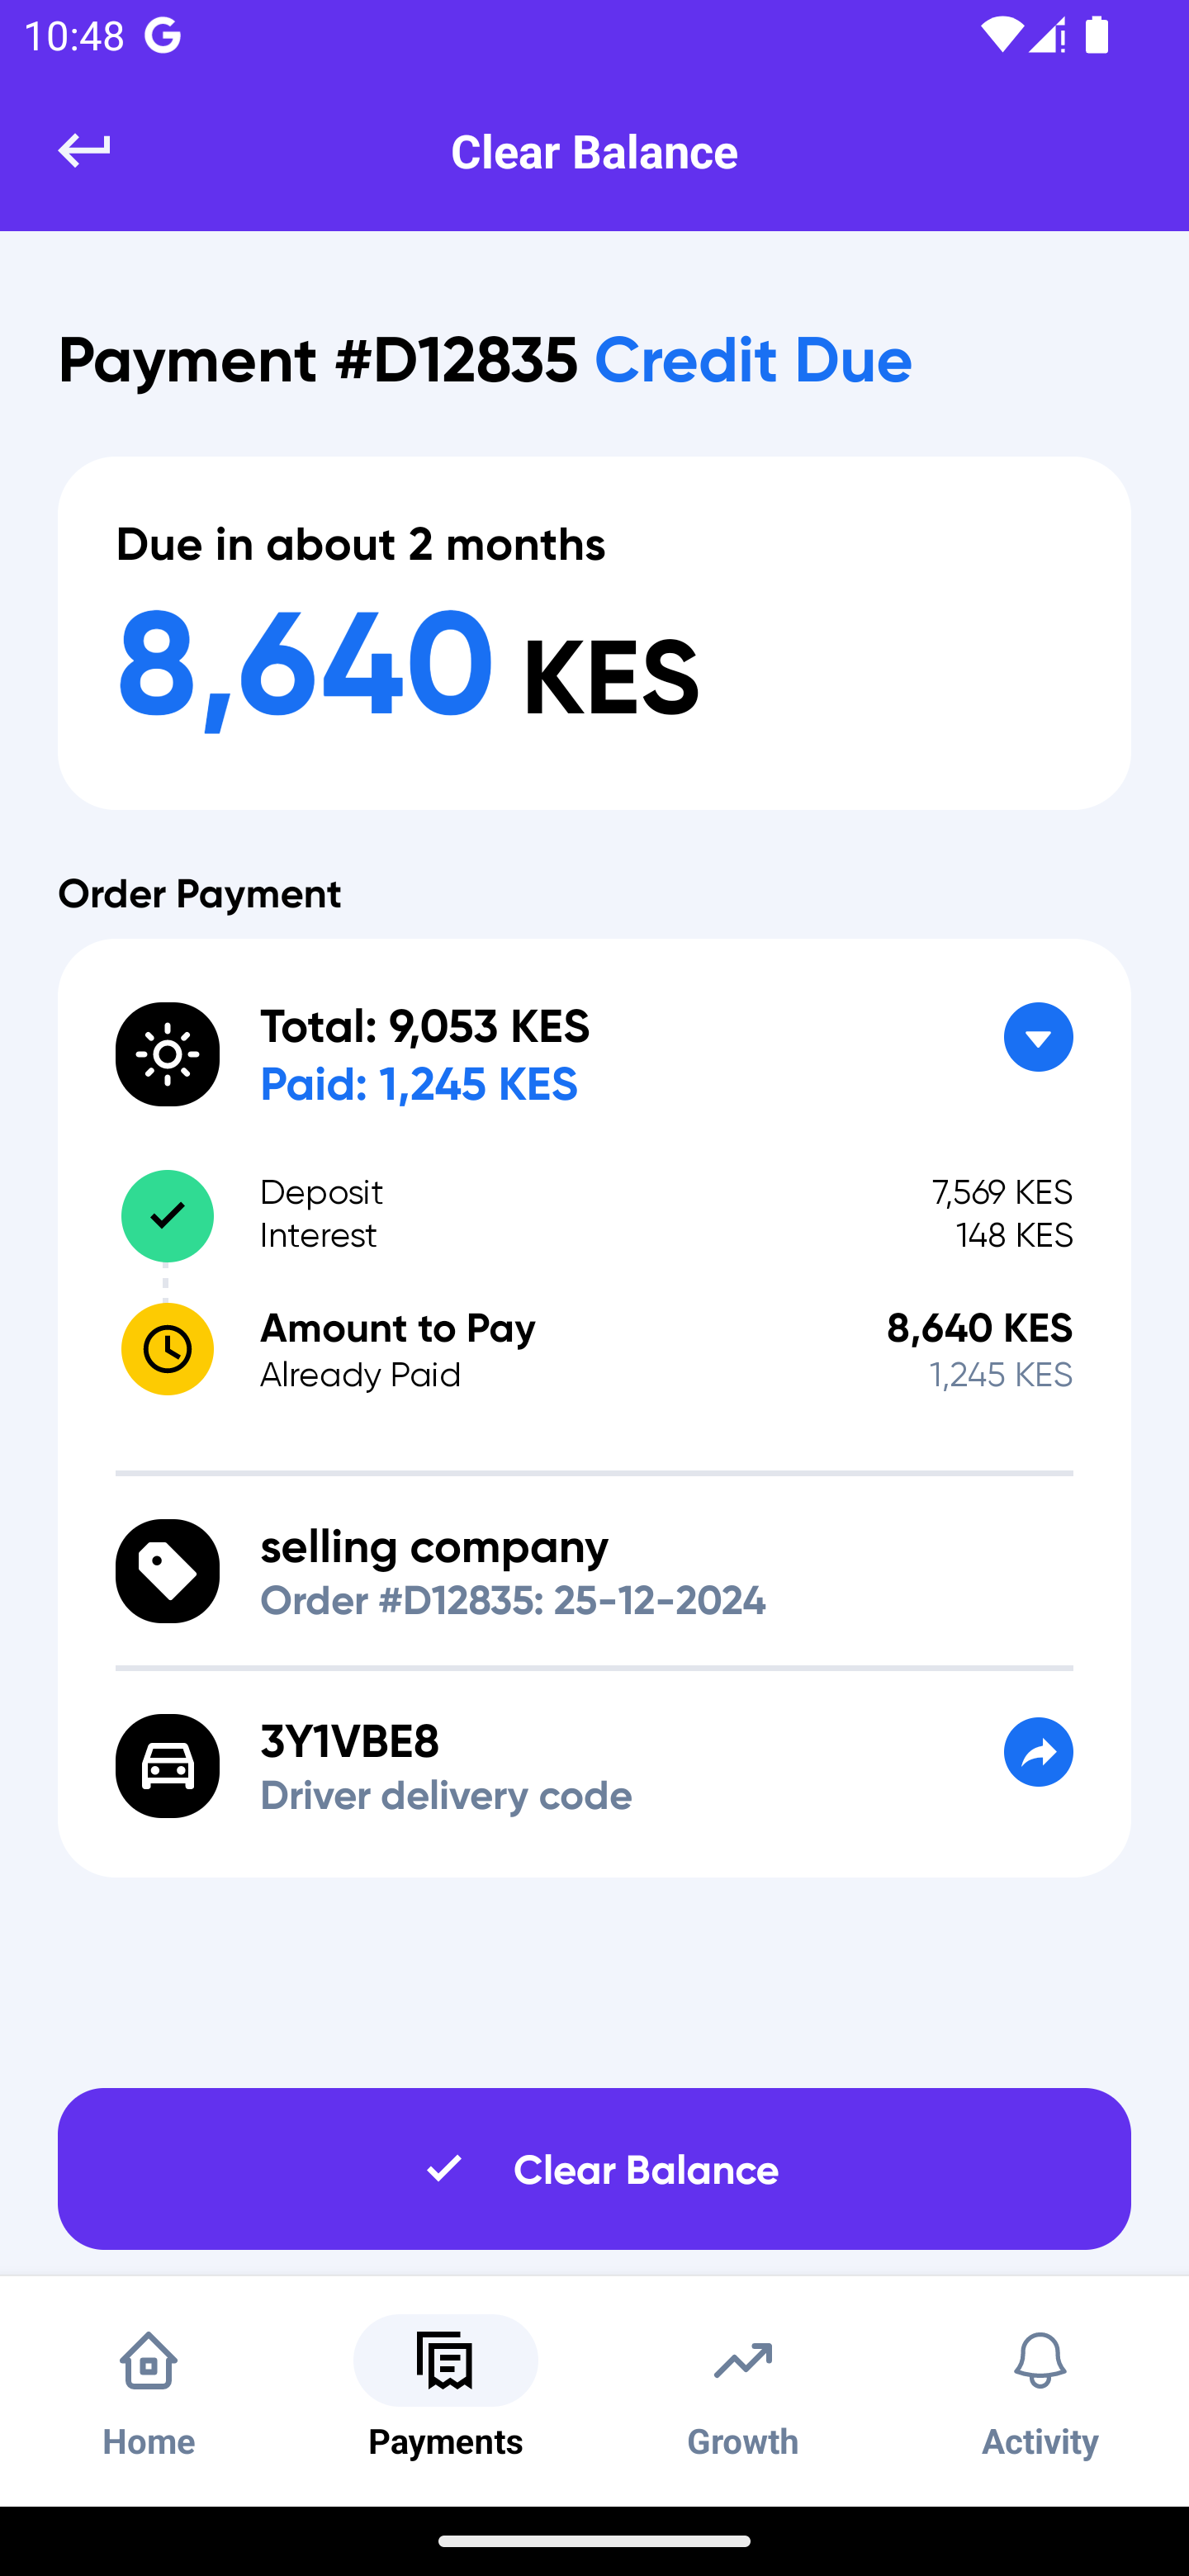 10:48
Clear Balance
Payment #D12835 Credit Due
Due in about 2 months
8,640 KES
Order Payment
Total: 9,053 KES
Paid: 1,245 KES
Deposit 7,569 KES
Interest 148 KES
Amount to Pay 8,640 KES
Already Paid 1,245 KES
selling company
Order #D12835: 25-12-2024
3Y1VBE8
Driver delivery code
Clear Balance
Home Payments Growth Activity